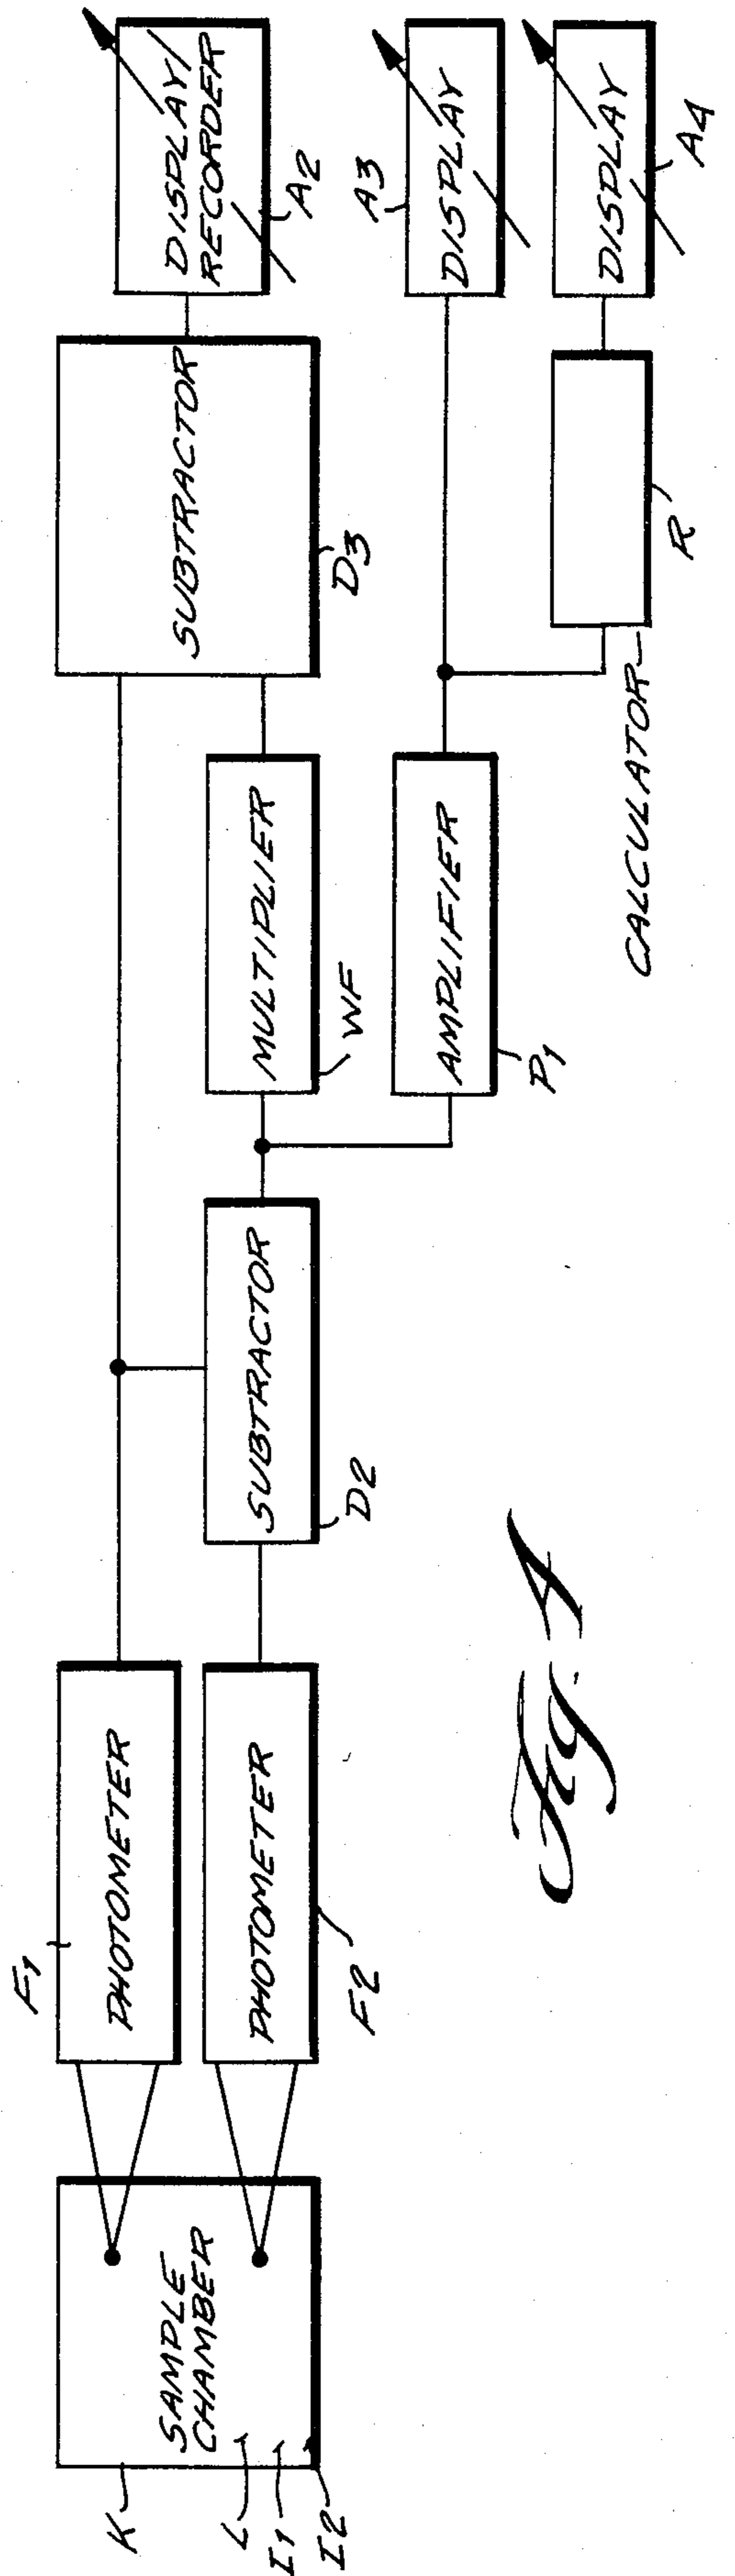 K
SAMPLE
CHAMBER
L
I1
I2
F1
PHOTOMETER
PHOTOMETER
F2
SUBTRACTOR
D2
MULTIPLIER
WF
AMPLIFIER
P1
SUBTRACTOR
D3
CALCULATOR
R
DISPLAY/
RECORDER
A2
A3
DISPLAY
DISPLAY
A4
Fig. 4